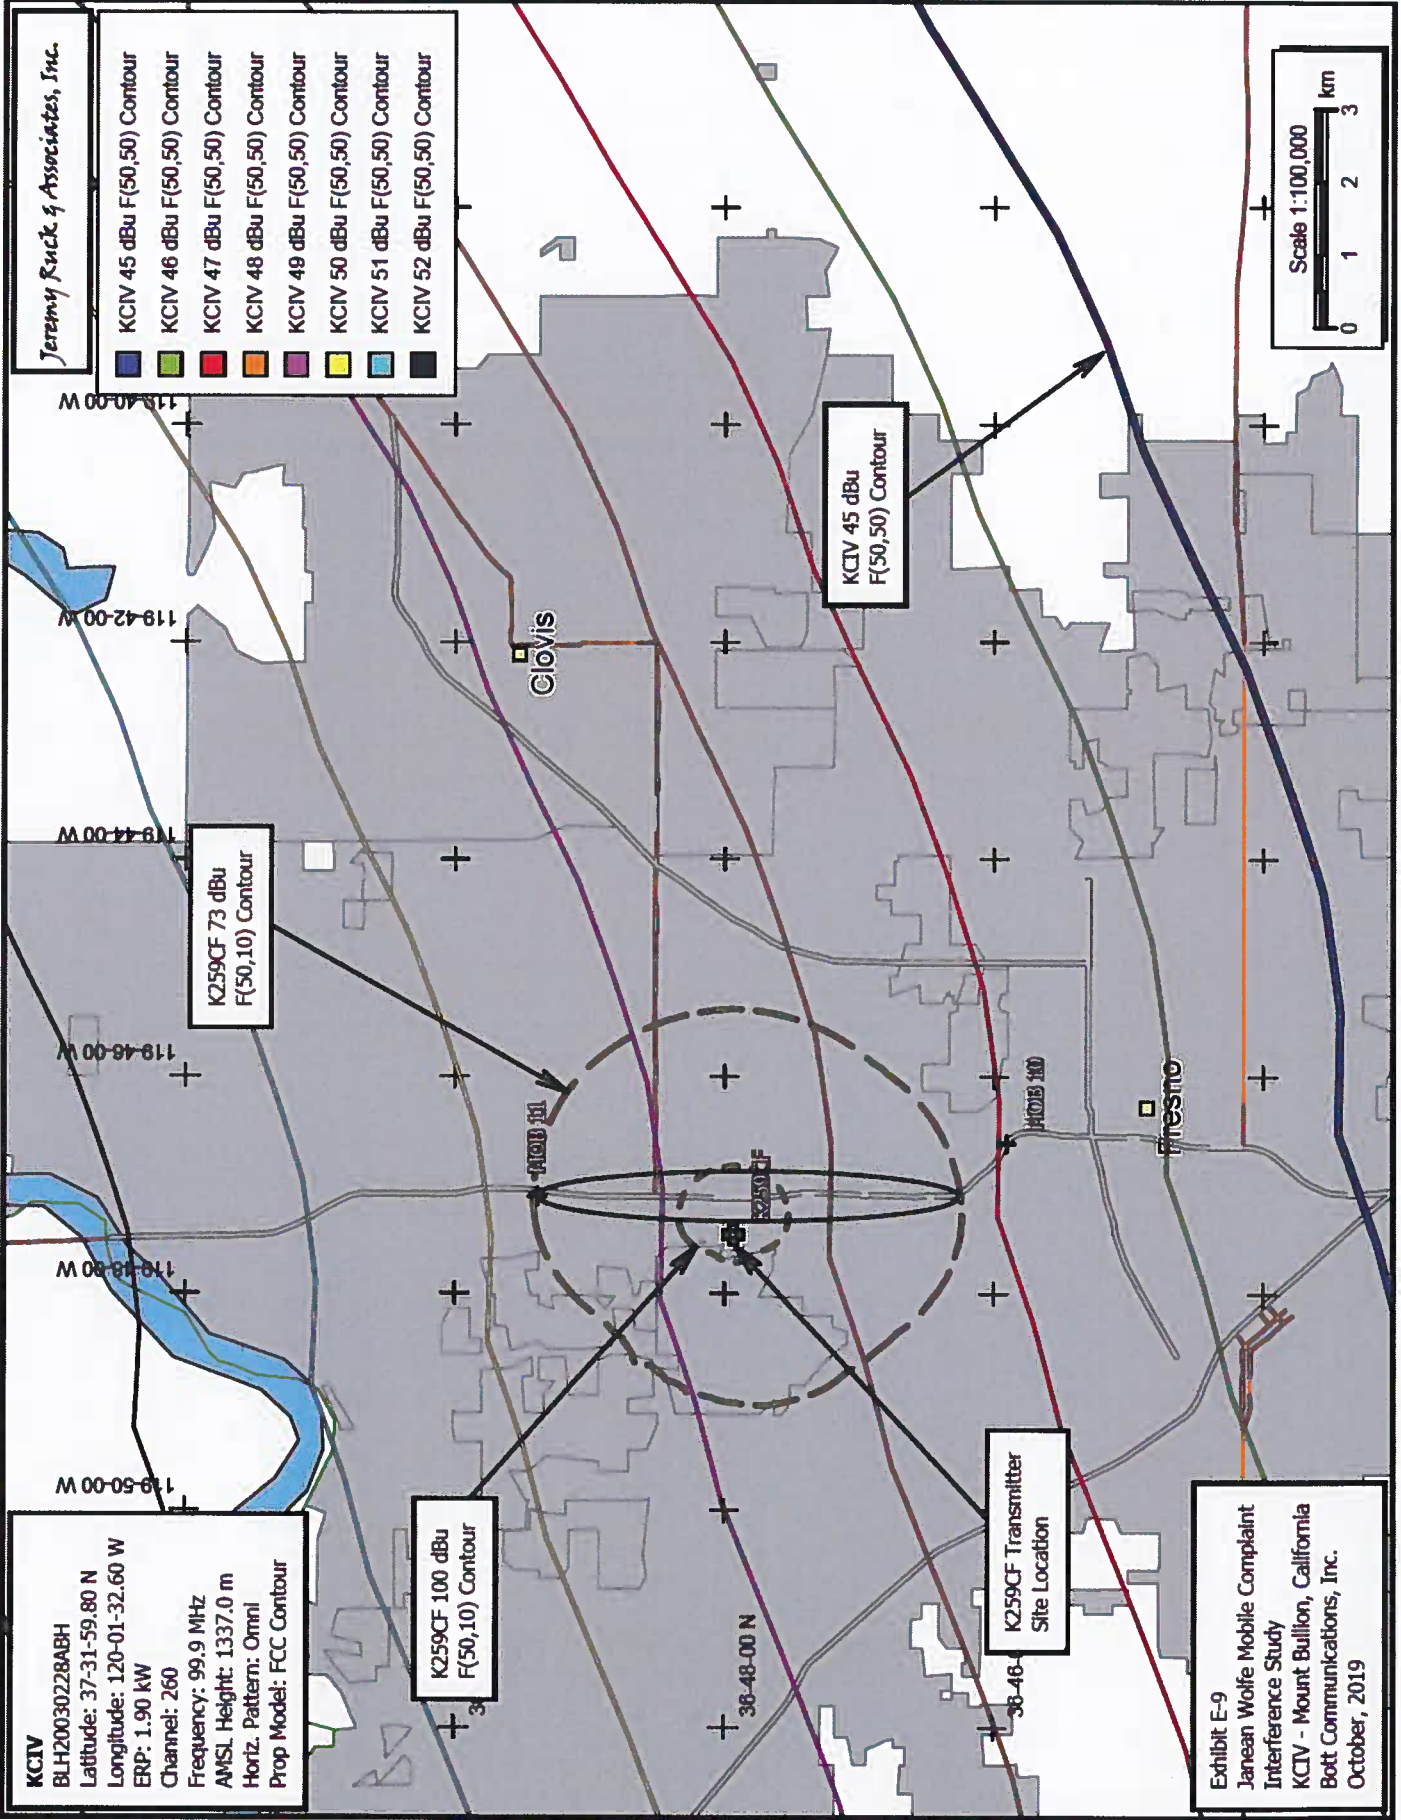 KCIV
BLH20030228ABH
Latitude: 37-31-59.80 N
Longitude: 120-01-32.60 W
ERP: 1.90 kW
Channel: 260
Frequency: 99.9 MHz
AMSL Height: 1337.0 m
Horiz. Pattern: Omni
Prop Model: FCC Contour
119-50-00 W
119-48-00 W
119-46-00 W
119-44-00 W
119-42-00 W
119-40-00 W
Jeremy Ruck & Associates, Inc.
KCIV 45 dBu F(50,50) Contour
KCIV 46 dBu F(50,50) Contour
KCIV 47 dBu F(50,50) Contour
KCIV 48 dBu F(50,50) Contour
KCIV 49 dBu F(50,50) Contour
KCIV 50 dBu F(50,50) Contour
KCIV 51 dBu F(50,50) Contour
KCIV 52 dBu F(50,50) Contour
K259CF 73 dBu
F(50,10) Contour
K259CF 100 dBu
F(50,10) Contour
MOB 11
Clovis
36-48-00 N
K259CF
KCIV 45 dBu
F(50,50) Contour
K259CF Transmitter
Site Location
MOB 10
Fresno
Exhibit E-9
Janean Wolfe Mobile Complaint
Interference Study
KCIV - Mount Bullion, California
Bott Communications, Inc.
October, 2019
Scale 1:100,000
0 1 2 3 km